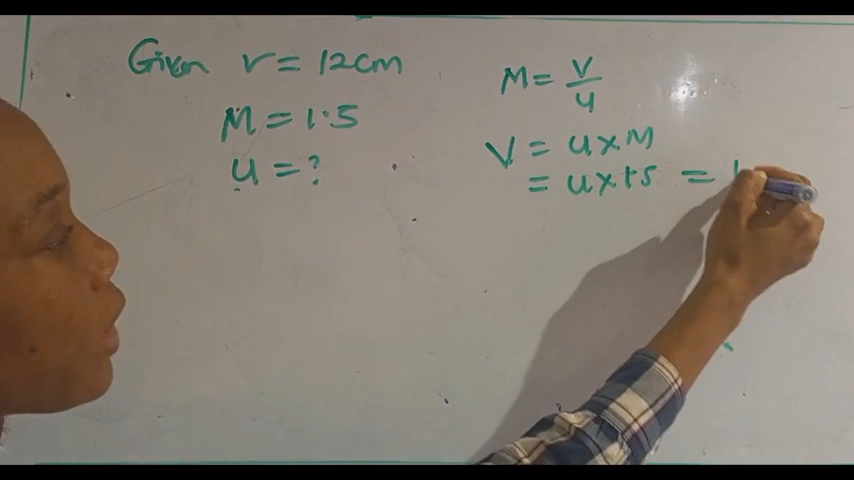 Given r = 12cm
M = 1.5
u = ?
M = v/u
V = u x M
= u x 1.5 =